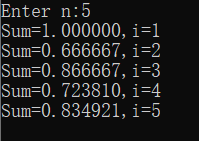 Enter n:5
Sum=1.000000,i=1
Sum=0.666667,i=2
Sum=0.866667,i=3
Sum=0.723810,i=4
Sum=0.834921,i=5